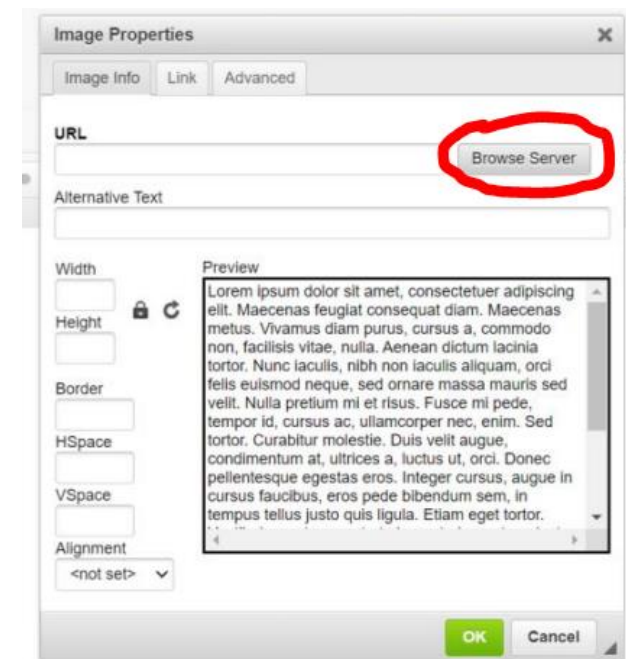 Image Properties
Image Info Link Advanced
URL
Browse Server
Alternative Text
Width
Preview
Height
Border
HSpace
VSpace
Alignment
<not set>
Lorem ipsum dolor sit amet, consectetuer adipiscing
elit. Maecenas feugiat consequat diam. Maecenas
metus. Vivamus diam purus, cursus a, commodo
non, facilisis vitae, nulla. Aenean dictum lacinia
tortor. Nunc iaculis, nibh non iaculis aliquam, orci
felis euismod neque, sed ornare massa mauris sed
velit. Nulla pretium mi et risus. Fusce mi pede,
tempor id, cursus ac, ullamcorper nec, enim. Sed
tortor. Curabitur molestie. Duis velit augue,
condimentum at, ultrices a, luctus ut, orci. Donec
pellentesque egestas eros. Integer cursus, augue in
cursus faucibus, eros pede bibendum sem, in
tempus tellus justo quis ligula. Etiam eget tortor.
OK Cancel